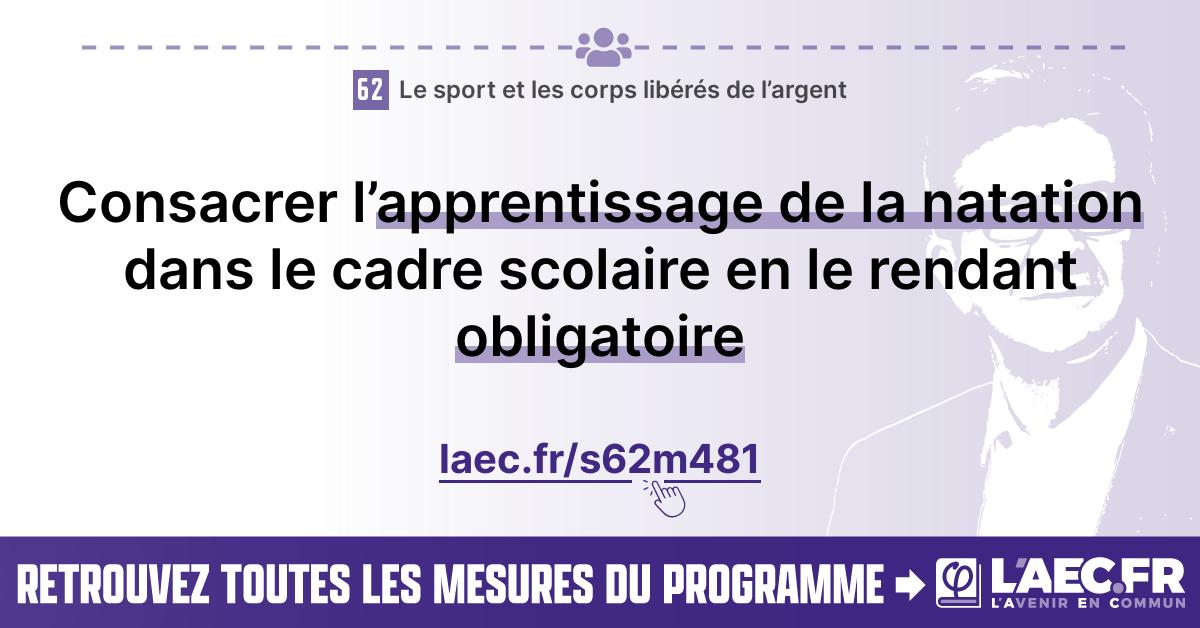 62 Le sport et les corps libérés de l’argent
Consacrer l’apprentissage de la natation
dans le cadre scolaire en le rendant
obligatoire
laec.fr/s62m481
RETROUVEZ TOUTES LES MESURES DU PROGRAMME
φ L'AEC.FR
L'AVENIR EN COMMUN